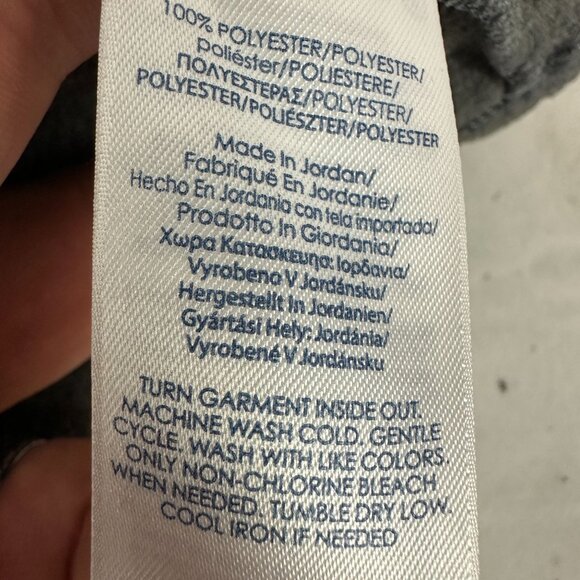 100% POLYESTER/POLYESTER/
poliéster/POLIESTERE/
ΠΟΛΥΕΣΤΕΡΑΣ/POLYESTER/
POLYESTER/POLIÉSZTER/POLYESTER
Made In Jordan/
Fabriqué En Jordanie/
Hecho En Jordania con tela importada/
Prodotto In Giordania/
Χωρα Κατασκευησ: Ιορδανια/
Vyrobeno V Jordánsku/
Hergestellt In Jordanien/
Gyártási Hely: Jordánia/
Vyrobené V Jordánsku
TURN GARMENT INSIDE OUT.
MACHINE WASH COLD. GENTLE
CYCLE. WASH WITH LIKE COLORS.
ONLY NON-CHLORINE BLEACH
WHEN NEEDED. TUMBLE DRY LOW.
COOL IRON IF NEEDED